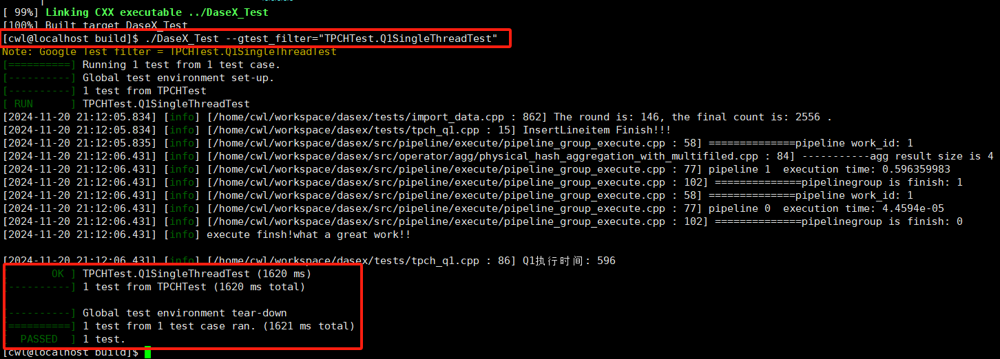 [ 99%] Linking CXX executable ../DaseX_Test
[100%] Built target DaseX_Test
[cwl@localhost build]$ ./DaseX_Test --gtest_filter="TPCHTest.Q1SingleThreadTest"
Note: Google Test filter = TPCHTest.Q1SingleThreadTest
[==========] Running 1 test from 1 test case.
[----------] Global test environment set-up.
[----------] 1 test from TPCHTest
[ RUN      ] TPCHTest.Q1SingleThreadTest
[2024-11-20 21:12:05.834] [info] [/home/cwl/workspace/dasex/tests/import_data.cpp : 862] The round is: 146, the final count is: 2556 .
[2024-11-20 21:12:05.834] [info] [/home/cwl/workspace/dasex/tests/tpch_q1.cpp : 15] InsertLineitem Finish!!!
[2024-11-20 21:12:05.835] [info] [/home/cwl/workspace/dasex/src/pipeline/execute/pipeline_group_execute.cpp : 58] ==============pipeline work_id: 1
[2024-11-20 21:12:06.431] [info] [/home/cwl/workspace/dasex/src/operator/agg/physical_hash_aggregation_with_multifiled.cpp : 84] -----------agg result size is 4
[2024-11-20 21:12:06.431] [info] [/home/cwl/workspace/dasex/src/pipeline/execute/pipeline_group_execute.cpp : 77] pipeline 1  execution time: 0.596359983
[2024-11-20 21:12:06.431] [info] [/home/cwl/workspace/dasex/src/pipeline/execute/pipeline_group_execute.cpp : 102] ==============pipelinegroup is finish: 1
[2024-11-20 21:12:06.431] [info] [/home/cwl/workspace/dasex/src/pipeline/execute/pipeline_group_execute.cpp : 58] ==============pipeline work_id: 1
[2024-11-20 21:12:06.431] [info] [/home/cwl/workspace/dasex/src/pipeline/execute/pipeline_group_execute.cpp : 77] pipeline 0  execution time: 4.4594e-05
[2024-11-20 21:12:06.431] [info] [/home/cwl/workspace/dasex/src/pipeline/execute/pipeline_group_execute.cpp : 102] ==============pipelinegroup is finish: 0
[2024-11-20 21:12:06.431] [info] execute finsh!what a great work!!
[2024-11-20 21:12:06.431] [info] [/home/cwl/workspace/dasex/tests/tpch_q1.cpp : 86] Q1执行时间: 596
[       OK ] TPCHTest.Q1SingleThreadTest (1620 ms)
[----------] 1 test from TPCHTest (1620 ms total)
[----------] Global test environment tear-down
[==========] 1 test from 1 test case ran. (1621 ms total)
[  PASSED  ] 1 test.
[cwl@localhost build]$